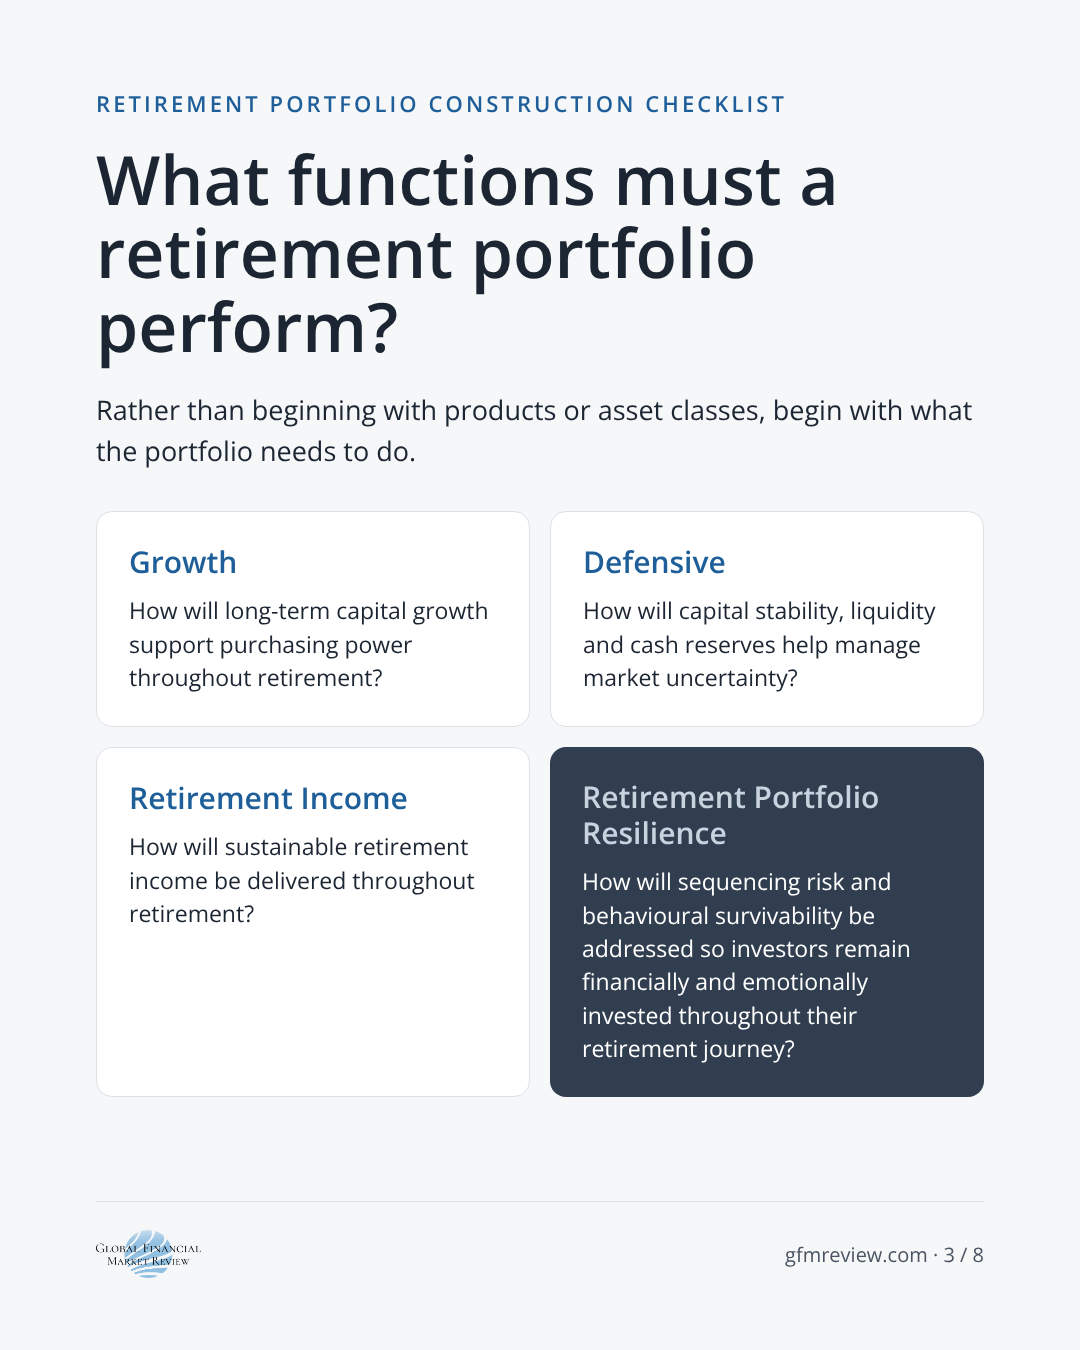 RETIREMENT PORTFOLIO CONSTRUCTION CHECKLIST
What functions must a
retirement portfolio
perform?
Rather than beginning with products or asset classes, begin with what
the portfolio needs to do.
Growth
How will long-term capital growth
support purchasing power
throughout retirement?
Defensive
How will capital stability, liquidity
and cash reserves help manage
market uncertainty?
Retirement Income
How will sustainable retirement
income be delivered throughout
retirement?
Retirement Portfolio
Resilience
How will sequencing risk and
behavioural survivability be
addressed so investors remain
financially and emotionally
invested throughout their
retirement journey?
Global Financial
Market Review
gfmreview.com · 3 / 8